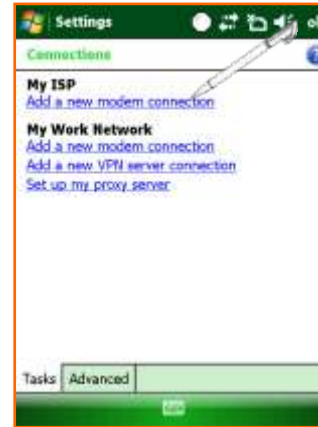 Settings
ok
Connections
My ISP
Add a new modem connection
My Work Network
Add a new modem connection
Add a new VPN server connection
Set up my proxy server
Tasks Advanced